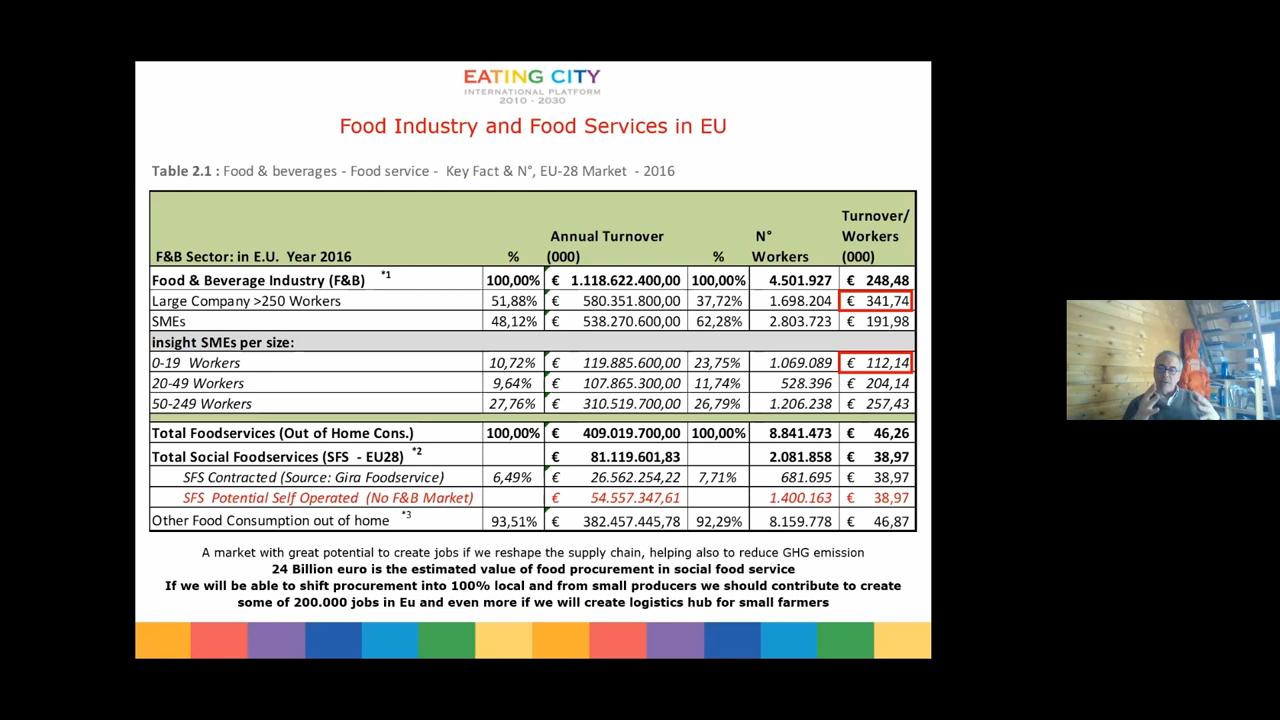 EATING CITY
INTERNATIONAL PLATFORM
2010 - 2030
Food Industry and Food Services in EU
Table 2.1 : Food & beverages - Food service - Key Fact & N°, EU-28 Market - 2016
F&B Sector: in E.U. Year 2016 % Annual Turnover (000) % N° Workers Turnover/ Workers (000)
Food & Beverage Industry (F&B) *1 100,00% € 1.118.622.400,00 100,00% 4.501.927 € 248,48
Large Company >250 Workers 51,88% € 580.351.800,00 37,72% 1.698.204 € 341,74
SMEs 48,12% € 538.270.600,00 62,28% 2.803.723 € 191,98
insight SMEs per size:
0-19 Workers 10,72% € 119.885.600,00 23,75% 1.069.089 € 112,14
20-49 Workers 9,64% € 107.865.300,00 11,74% 528.396 € 204,14
50-249 Workers 27,76% € 310.519.700,00 26,79% 1.206.238 € 257,43
Total Foodservices (Out of Home Cons.) 100,00% € 409.019.700,00 100,00% 8.841.473 € 46,26
Total Social Foodservices (SFS - EU28) *2 € 81.119.601,83 2.081.858 € 38,97
SFS Contracted (Source: Gira Foodservice) 6,49% € 26.562.254,22 7,71% 681.695 € 38,97
SFS Potential Self Operated (No F&B Market) € 54.557.347,61 1.400.163 € 38,97
Other Food Consumption out of home *3 93,51% € 382.457.445,78 92,29% 8.159.778 € 46,87
A market with great potential to create jobs if we reshape the supply chain, helping also to reduce GHG emission
24 Billion euro is the estimated value of food procurement in social food service
If we will be able to shift procurement into 100% local and from small producers we should contribute to create
some of 200.000 jobs in Eu and even more if we will create logistics hub for small farmers